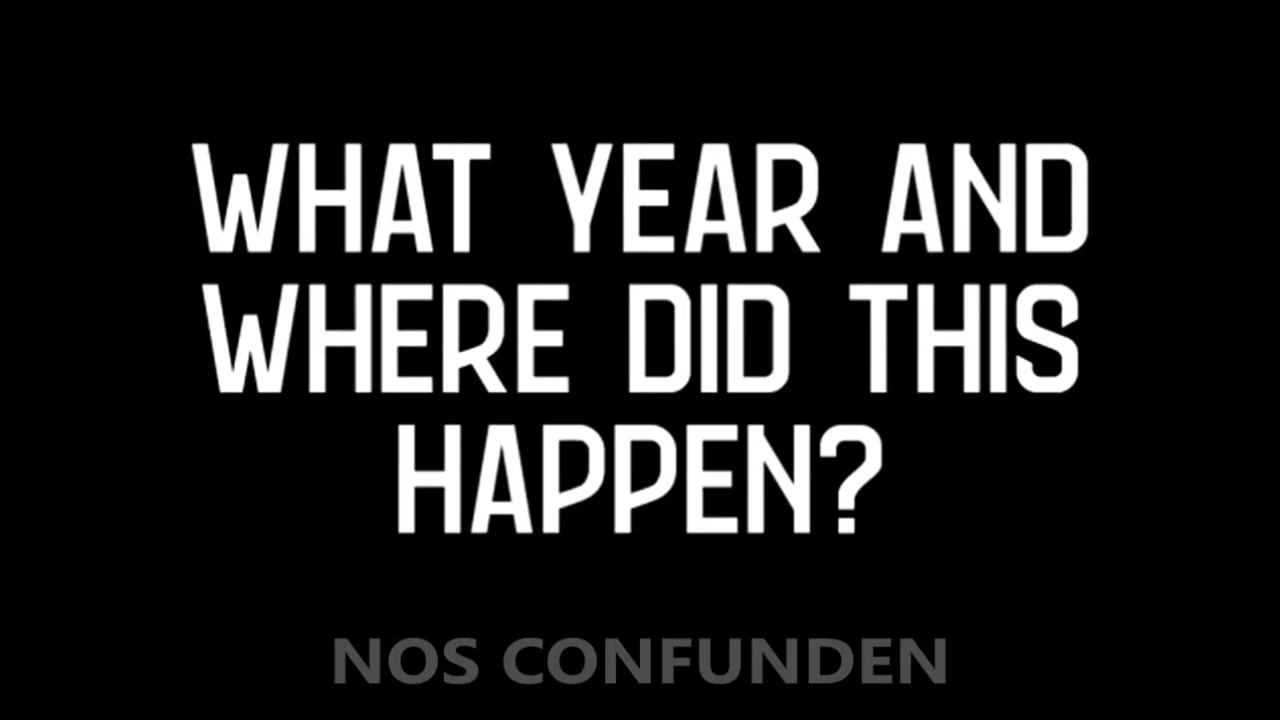 WHAT YEAR AND
WHERE DID THIS
HAPPEN?
NOS CONFUNDEN